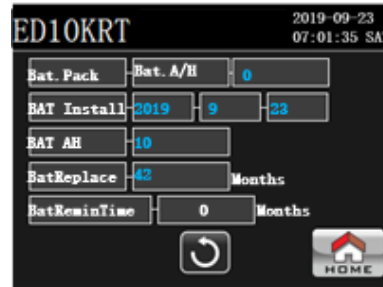 ED10KRT
2019-09-23
07:01:35 SA
Bat. Pack Bat. A/H 0
BAT Install 2019 9 23
BAT AH 10
BatReplace 42 Months
BatReminTime 0 Months
HOME